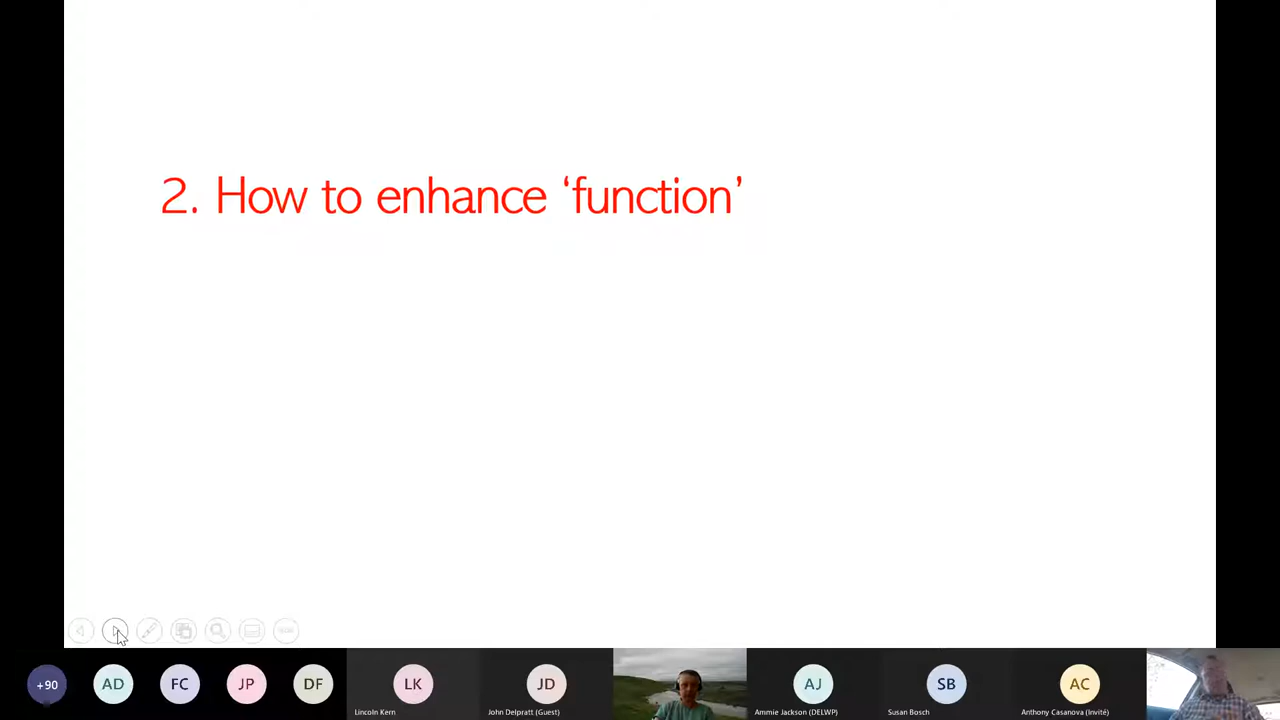 2. How to enhance ‘function’
+90
AD
FC
JP
DF
LK
Lincoln Kern
JD
John Delpratt (Guest)
AJ
Ammie Jackson (DELWP)
SB
Susan Bosch
AC
Anthony Casanova (Invité)